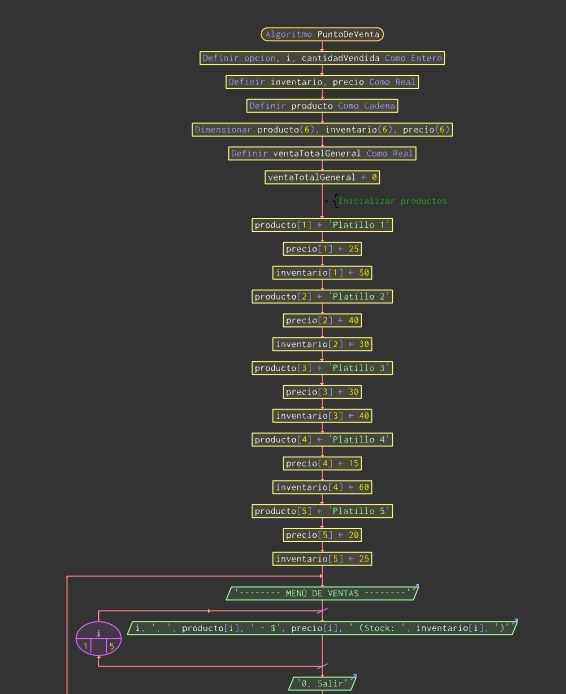 Algoritmo PuntoDeVenta
Definir opcion, i, cantidadVendida Como Entero
Definir inventario, precio Como Real
Definir producto Como Cadena
Dimensionar producto(6), inventario(6), precio(6)
Definir ventaTotalGeneral Como Real
ventaTotalGeneral ← 0
Inicializar productos
producto[1] ← 'Platillo 1'
precio[1] ← 25
inventario[1] ← 50
producto[2] ← 'Platillo 2'
precio[2] ← 40
inventario[2] ← 30
producto[3] ← 'Platillo 3'
precio[3] ← 30
inventario[3] ← 40
producto[4] ← 'Platillo 4'
precio[4] ← 15
inventario[4] ← 60
producto[5] ← 'Platillo 5'
precio[5] ← 20
inventario[5] ← 25
'-------- MENÚ DE VENTAS --------'
i
1 5
i, '. ', producto[i], ' - $', precio[i], ' (Stock: ', inventario[i], ')'
'0. Salir'